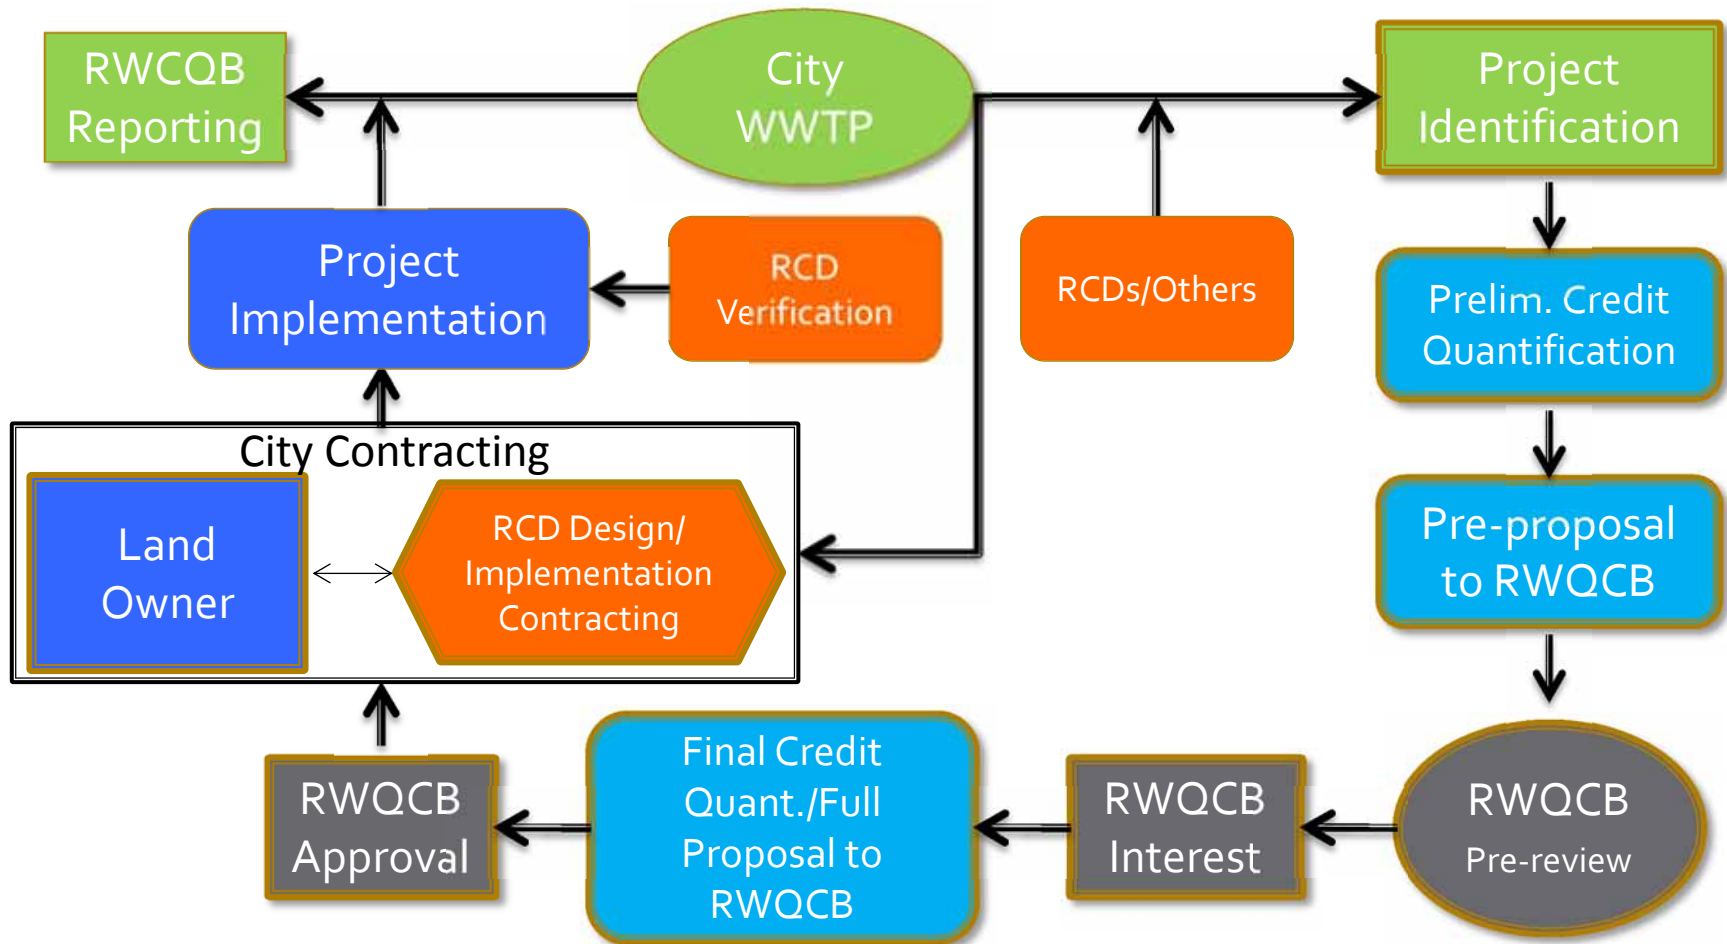 RWCQB
Reporting
City
WWTP
Project
Identification
Project
Implementation
RCD
Verification
RCDs/Others
Prelim. Credit
Quantification
City Contracting
Land
Owner
RCD Design/
Implementation
Contracting
Pre-proposal
to RWQCB
RWQCB
Approval
Final Credit
Quant./Full
Proposal to
RWQCB
RWQCB
Interest
RWQCB
Pre-review